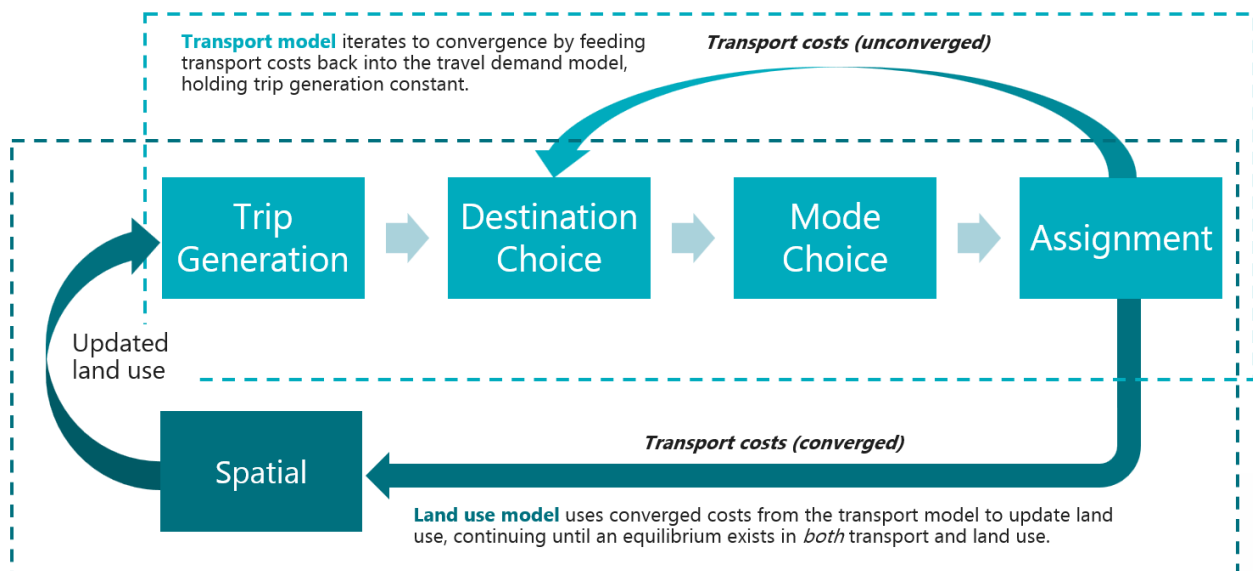 Transport model iterates to convergence by feeding
transport costs back into the travel demand model,
holding trip generation constant.
Transport costs (unconverged)
Trip
Generation
Destination
Choice
Mode
Choice
Assignment
Updated
land use
Spatial
Transport costs (converged)
Land use model uses converged costs from the transport model to update land
use, continuing until an equilibrium exists in both transport and land use.